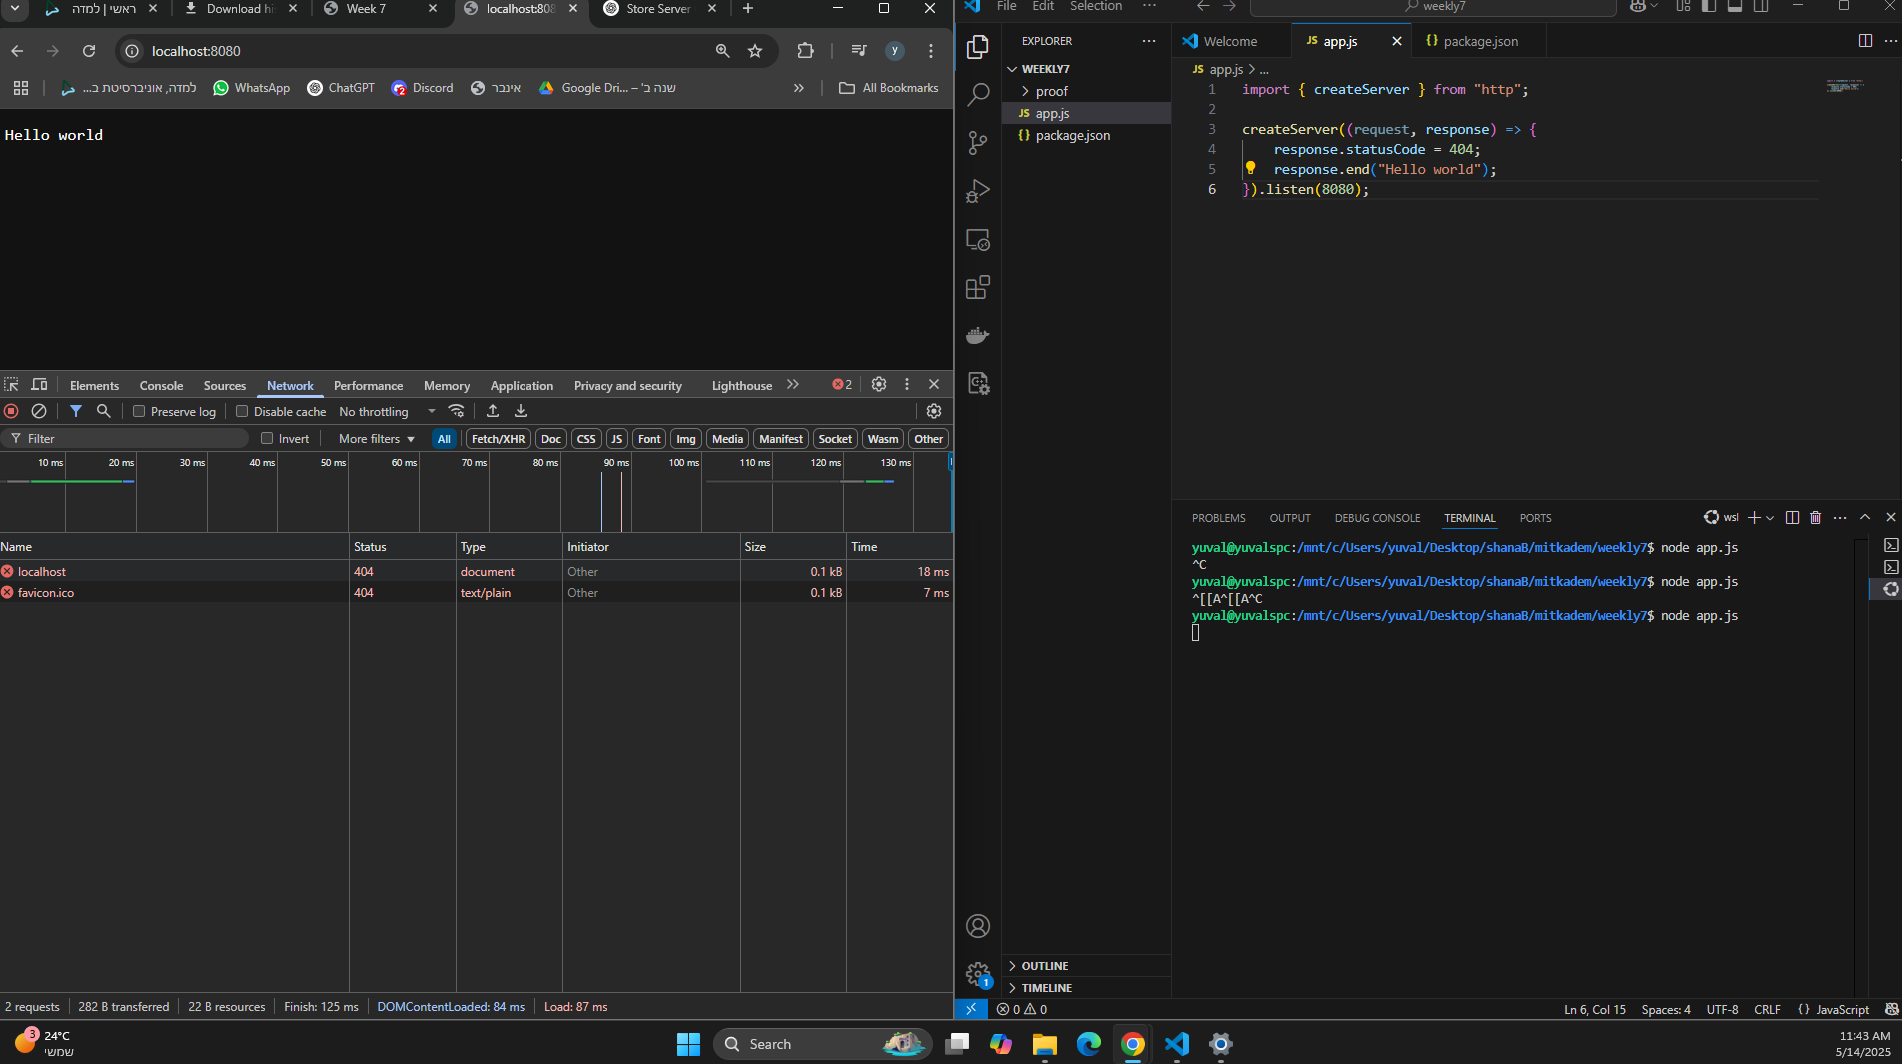 ראשי | למדה
Download hi
Week 7
localhost:808
Store Server
localhost:8080
y
למדה, אוניברסיטת ב...
WhatsApp
ChatGPT
Discord
אינבר
Google Dri... – 'שנה ב
All Bookmarks
Hello world
Elements
Console
Sources
Network
Performance
Memory
Application
Privacy and security
Lighthouse
2
Preserve log
Disable cache
No throttling
Filter
Invert
More filters
All
Fetch/XHR
Doc
CSS
JS
Font
Img
Media
Manifest
Socket
Wasm
Other
10 ms
20 ms
30 ms
40 ms
50 ms
60 ms
70 ms
80 ms
90 ms
100 ms
110 ms
120 ms
130 ms
Name Status Type Initiator Size Time
localhost 404 document Other 0.1 kB 18 ms
favicon.ico 404 text/plain Other 0.1 kB 7 ms
2 requests
282 B transferred
22 B resources
Finish: 125 ms
DOMContentLoaded: 84 ms
Load: 87 ms
File
Edit
Selection
weekly7
EXPLORER
WEEKLY7
proof
JS app.js
{} package.json
1
OUTLINE
TIMELINE
Welcome
JS app.js
{} package.json
JS app.js > ...
1 import { createServer } from "http";
2
3 createServer((request, response) => {
4 response.statusCode = 404;
5 response.end("Hello world");
6 }).listen(8080);
PROBLEMS
OUTPUT
DEBUG CONSOLE
TERMINAL
PORTS
wsl
yuval@yuvalspc:/mnt/c/Users/yuval/Desktop/shanaB/mitkadem/weekly7$ node app.js
^C
yuval@yuvalspc:/mnt/c/Users/yuval/Desktop/shanaB/mitkadem/weekly7$ node app.js
^[[A^[[A^C
yuval@yuvalspc:/mnt/c/Users/yuval/Desktop/shanaB/mitkadem/weekly7$ node app.js
0
0
Ln 6, Col 15
Spaces: 4
UTF-8
CRLF
{} JavaScript
3
24°C
שמשי
Search
11:43 AM
5/14/2025